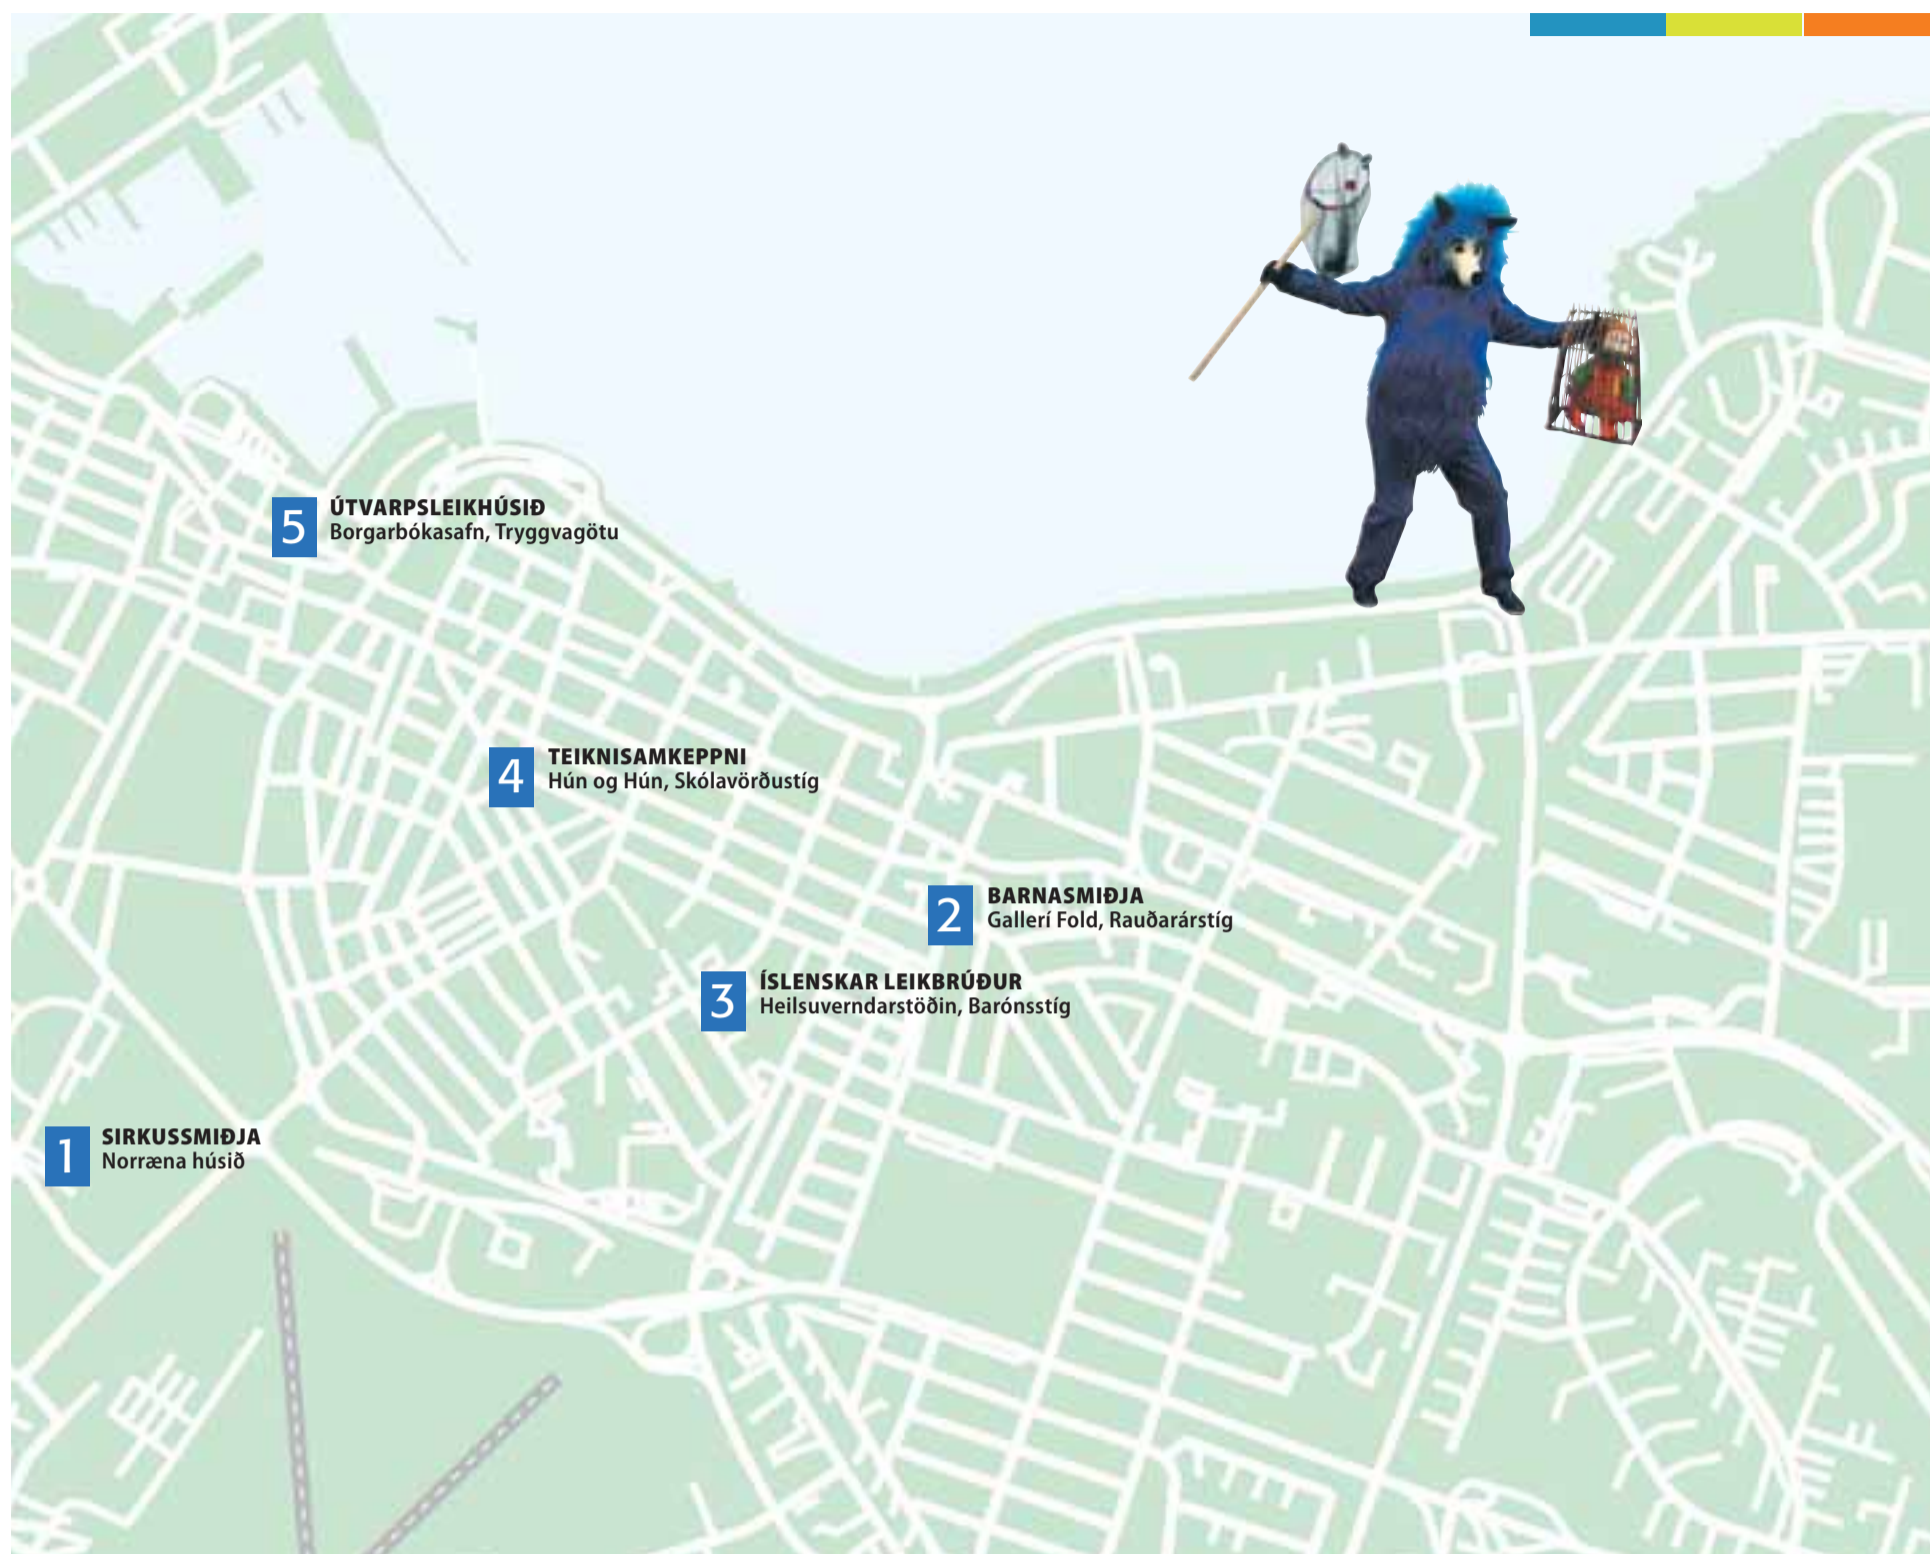 5
ÚTVARPSLEIKHÚSIÐ
Borgarbókasafn, Tryggvagötu
4
TEIKNISAMKEPPNI
Hún og Hún, Skólavörðustíg
2
BARNASMIÐJA
Gallerí Fold, Rauðarárstíg
3
ÍSLENSKAR LEIKBRÚÐUR
Heilsuverndarstöðin, Barónsstíg
1
SIRKUSSMIÐJA
Norræna húsið